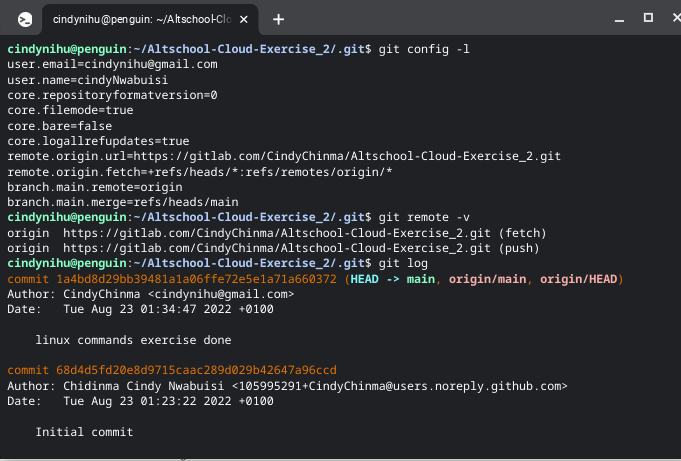 cindynihu@penguin: ~/Altschool-Clo
cindynihu@penguin:~/Altschool-Cloud-Exercise_2/.git$ git config -l
user.email=cindynihu@gmail.com
user.name=cindyNwabuisi
core.repositoryformatversion=0
core.filemode=true
core.bare=false
core.logallrefupdates=true
remote.origin.url=https://gitlab.com/CindyChinma/Altschool-Cloud-Exercise_2.git
remote.origin.fetch=+refs/heads/*:refs/remotes/origin/*
branch.main.remote=origin
branch.main.merge=refs/heads/main
cindynihu@penguin:~/Altschool-Cloud-Exercise_2/.git$ git remote -v
origin  https://gitlab.com/CindyChinma/Altschool-Cloud-Exercise_2.git (fetch)
origin  https://gitlab.com/CindyChinma/Altschool-Cloud-Exercise_2.git (push)
cindynihu@penguin:~/Altschool-Cloud-Exercise_2/.git$ git log
commit 1a4bd8d29bb39481a1a06ffe72e5e1a71a660372 (HEAD -> main, origin/main, origin/HEAD)
Author: CindyChinma <cindynihu@gmail.com>
Date:   Tue Aug 23 01:34:47 2022 +0100
linux commands exercise done
commit 68d4d5fd20e8d9715caac289d029b42647a96ccd
Author: Chidinma Cindy Nwabuisi <105995291+CindyChinma@users.noreply.github.com>
Date:   Tue Aug 23 01:23:22 2022 +0100
Initial commit